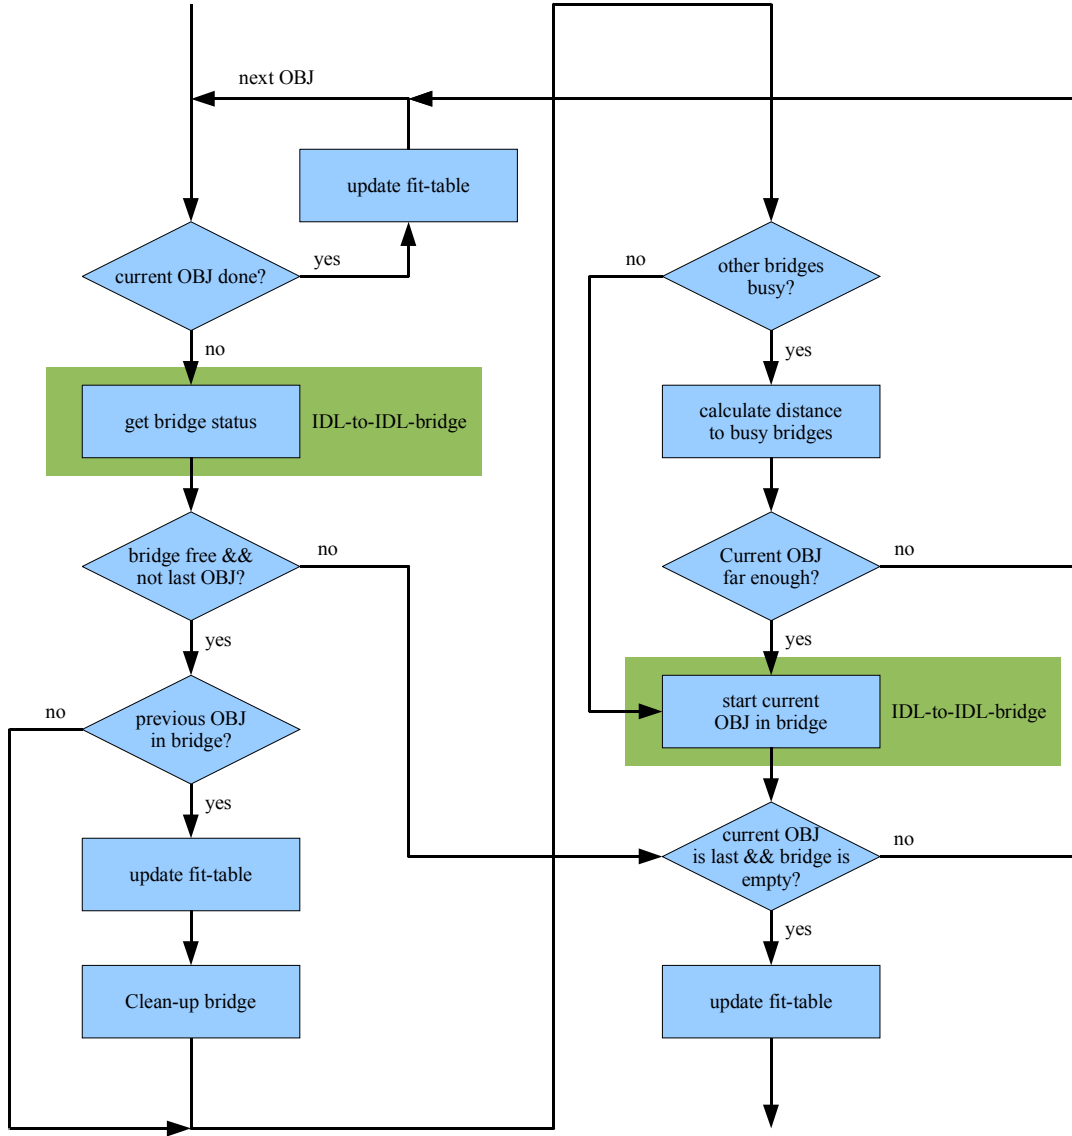 next OBJ
update fit-table
current OBJ done?
yes
no
get bridge status
IDL-to-IDL-bridge
bridge free &&
not last OBJ?
no
yes
no
previous OBJ
in bridge?
yes
update fit-table
Clean-up bridge
no
other bridges
busy?
yes
calculate distance
to busy bridges
Current OBJ
far enough?
no
yes
start current
OBJ in bridge
IDL-to-IDL-bridge
current OBJ
is last && bridge is
empty?
no
yes
update fit-table